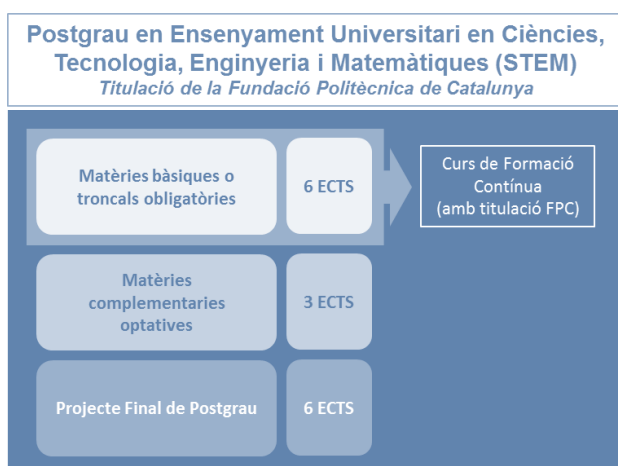 Postgrau en Ensenyament Universitari en Ciències,
Tecnologia, Enginyeria i Matemàtiques (STEM)
Titulació de la Fundació Politècnica de Catalunya
Matèries bàsiques o
troncals obligatòries
6 ECTS
Curs de Formació
Contínua
(amb titulació FPC)
Matèries
complementaries
optatives
3 ECTS
Projecte Final de Postgrau
6 ECTS